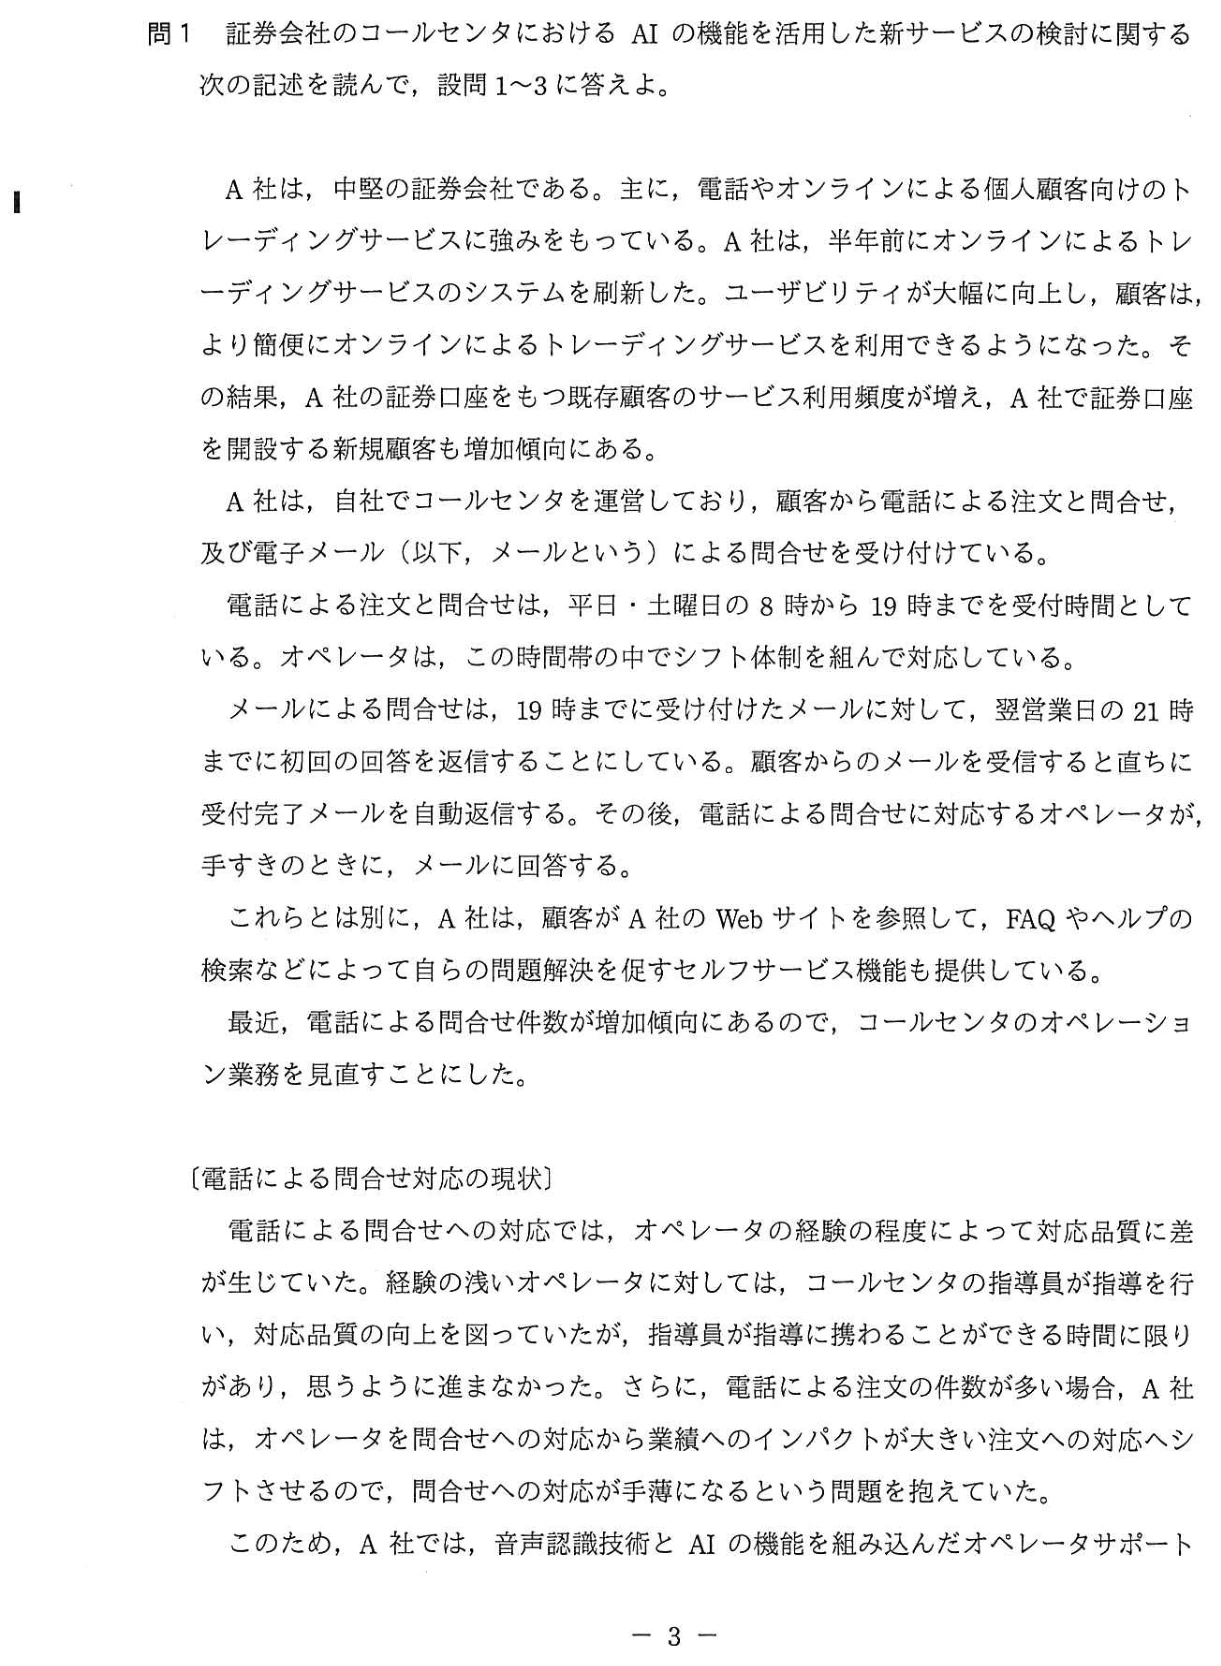 問1　証券会社のコールセンタにおける AI の機能を活用した新サービスの検討に関する
次の記述を読んで，設問 1～3 に答えよ。
A 社は，中堅の証券会社である。主に，電話やオンラインによる個人顧客向けのト
レーディングサービスに強みをもっている。A 社は，半年前にオンラインによるトレ
ーディングサービスのシステムを刷新した。ユーザビリティが大幅に向上し，顧客は，
より簡便にオンラインによるトレーディングサービスを利用できるようになった。そ
の結果，A 社の証券口座をもつ既存顧客のサービス利用頻度が増え，A 社で証券口座
を開設する新規顧客も増加傾向にある。
A 社は，自社でコールセンタを運営しており，顧客から電話による注文と問合せ，
及び電子メール（以下，メールという）による問合せを受け付けている。
電話による注文と問合せは，平日・土曜日の 8 時から 19 時までを受付時間として
いる。オペレータは，この時間帯の中でシフト体制を組んで対応している。
メールによる問合せは，19 時までに受け付けたメールに対して，翌営業日の 21 時
までに初回の回答を返信することにしている。顧客からのメールを受信すると直ちに
受付完了メールを自動返信する。その後，電話による問合せに対応するオペレータが，
手すきのときに，メールに回答する。
これらとは別に，A 社は，顧客が A 社の Web サイトを参照して，FAQ やヘルプの
検索などによって自らの問題解決を促すセルフサービス機能も提供している。
最近，電話による問合せ件数が増加傾向にあるので，コールセンタのオペレーショ
ン業務を見直すことにした。
〔電話による問合せ対応の現状〕
電話による問合せへの対応では，オペレータの経験の程度によって対応品質に差
が生じていた。経験の浅いオペレータに対しては，コールセンタの指導員が指導を行
い，対応品質の向上を図っていたが，指導員が指導に携わることができる時間に限り
があり，思うように進まなかった。さらに，電話による注文の件数が多い場合，A 社
は，オペレータを問合せへの対応から業績へのインパクトが大きい注文への対応へシ
フトさせるので，問合せへの対応が手薄になるという問題を抱えていた。
このため，A 社では，音声認識技術と AI の機能を組み込んだオペレータサポート
－ 3 －